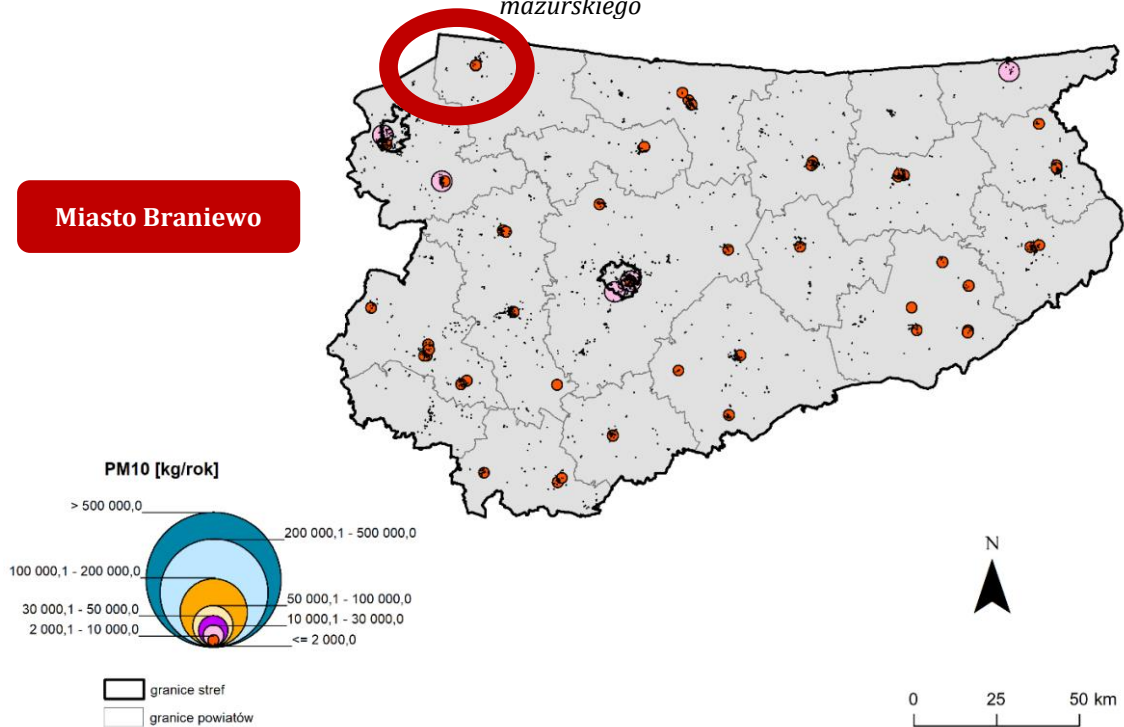 mazurskiego
Miasto Braniewo
PM10 [kg/rok]
> 500 000,0
200 000,1 - 500 000,0
100 000,1 - 200 000,0
50 000,1 - 100 000,0
30 000,1 - 50 000,0
10 000,1 - 30 000,0
2 000,1 - 10 000,0
<= 2 000,0
granice stref
granice powiatów
N
0 25 50 km